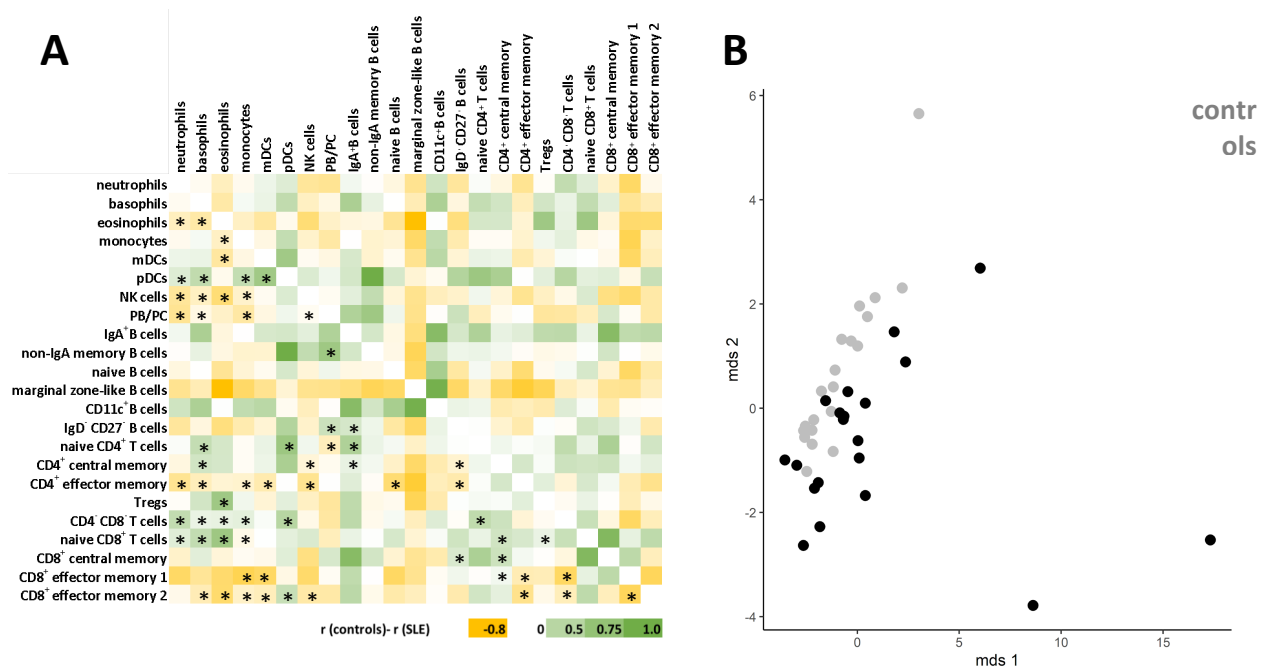 A
neutrophils
basophils
eosinophils
monocytes
mDCs
pDCs
NK cells
PB/PC
IgA⁺B cells
non-IgA memory B cells
naive B cells
marginal zone-like B cells
CD11c⁺B cells
IgD⁻ CD27⁻ B cells
naive CD4⁺ T cells
CD4⁺ central memory
CD4⁺ effector memory
Tregs
CD4⁻ CD8⁻ T cells
naive CD8⁺ T cells
CD8⁺ central memory
CD8⁺ effector memory 1
CD8⁺ effector memory 2
neutrophils
basophils
eosinophils
* *
monocytes
*
mDCs
*
pDCs
* * * *
NK cells
* * * *
PB/PC
* * * *
IgA⁺ B cells
non-IgA memory B cells
*
naive B cells
marginal zone-like B cells
CD11c⁺ B cells
IgD⁻ CD27⁻ B cells
* *
naive CD4⁺ T cells
* * * *
CD4⁺ central memory
* * * *
CD4⁺ effector memory
* * * * * * *
Tregs
*
CD4⁻ CD8⁻ T cells
* * * * * *
naive CD8⁺ T cells
* * * * * *
CD8⁺ central memory
* *
CD8⁺ effector memory 1
* * * * *
CD8⁺ effector memory 2
* * * * * * * * *
r (controls)- r (SLE)
-0.8 0 0.5 0.75 1.0
B
contr
ols
6
4
2
0
-2
-4
mds 2
0 5 10 15
mds 1